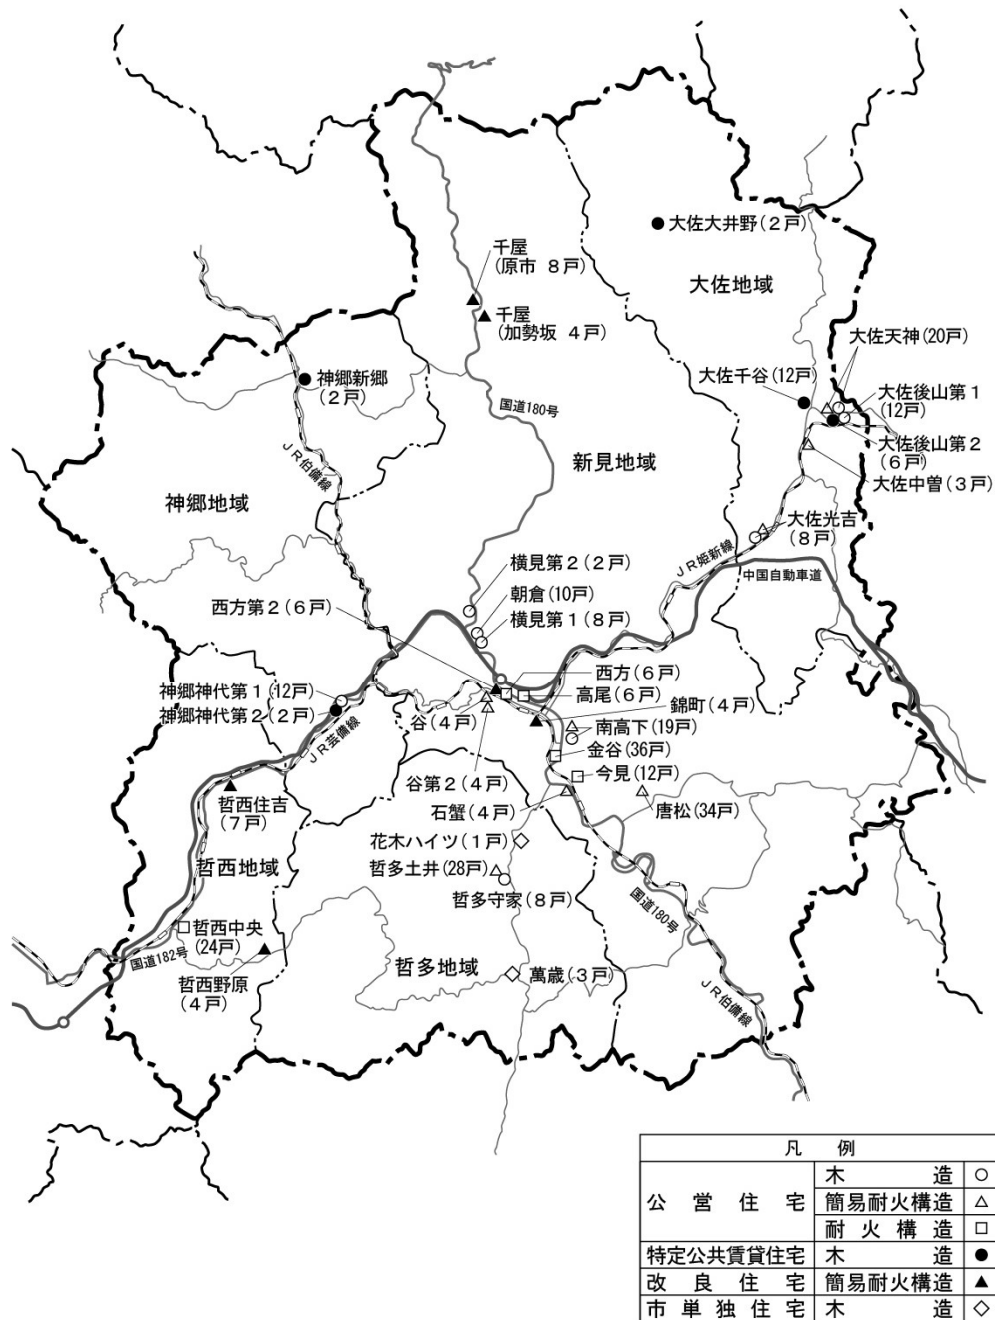 大佐大井野(2戸)
千屋
(原市 8戸)
大佐地域
千屋
(加勢坂 4戸)
大佐天神(20戸)
神郷新郷
(2戸)
大佐千谷(12戸)
大佐後山第1
(12戸)
国道180号
大佐後山第2
(6戸)
JR伯備線
新見地域
大佐中曽(3戸)
神郷地域
大佐光吉
(8戸)
JR姫新線
横見第2(2戸)
中国自動車道
朝倉(10戸)
西方第2(6戸)
横見第1(8戸)
西方(6戸)
神郷神代第1(12戸)
高尾(6戸)
神郷神代第2(2戸)
谷(4戸)
錦町(4戸)
南高下(19戸)
JR芸備線
金谷(36戸)
谷第2(4戸)
今見(12戸)
哲西住吉
(7戸)
石蟹(4戸)
唐松(34戸)
花木ハイツ(1戸)
哲西地域
哲多土井(28戸)
哲多守家(8戸)
国道180号
哲西中央
(24戸)
国道182号
哲西野原
(4戸)
哲多地域
萬歳(3戸)
JR伯備線
凡例
公営住宅 木造 ○
簡易耐火構造 △
耐火構造 □
特定公共賃貸住宅 木造 ●
改良住宅 簡易耐火構造 ▲
市単独住宅 木造 ◇